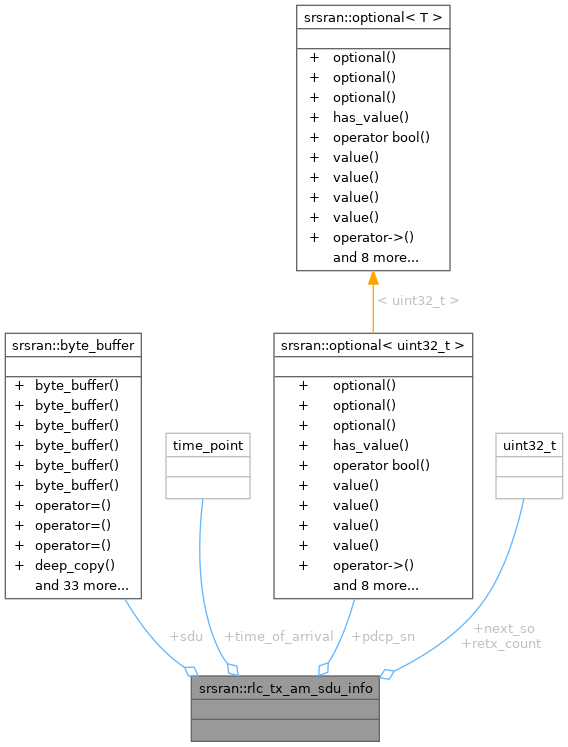 srsran::optional< T >
+ optional()
+ optional()
+ optional()
+ has_value()
+ operator bool()
+ value()
+ value()
+ value()
+ value()
+ operator->()
and 8 more...
< uint32_t >
srsran::byte_buffer
+ byte_buffer()
+ byte_buffer()
+ byte_buffer()
+ byte_buffer()
+ byte_buffer()
+ byte_buffer()
+ operator=()
+ operator=()
+ operator=()
+ deep_copy()
and 33 more...
time_point
srsran::optional< uint32_t >
+ optional()
+ optional()
+ optional()
+ has_value()
+ operator bool()
+ value()
+ value()
+ value()
+ value()
+ operator->()
and 8 more...
uint32_t
+sdu
+time_of_arrival
+pdcp_sn
+next_so
+retx_count
srsran::rlc_tx_am_sdu_info